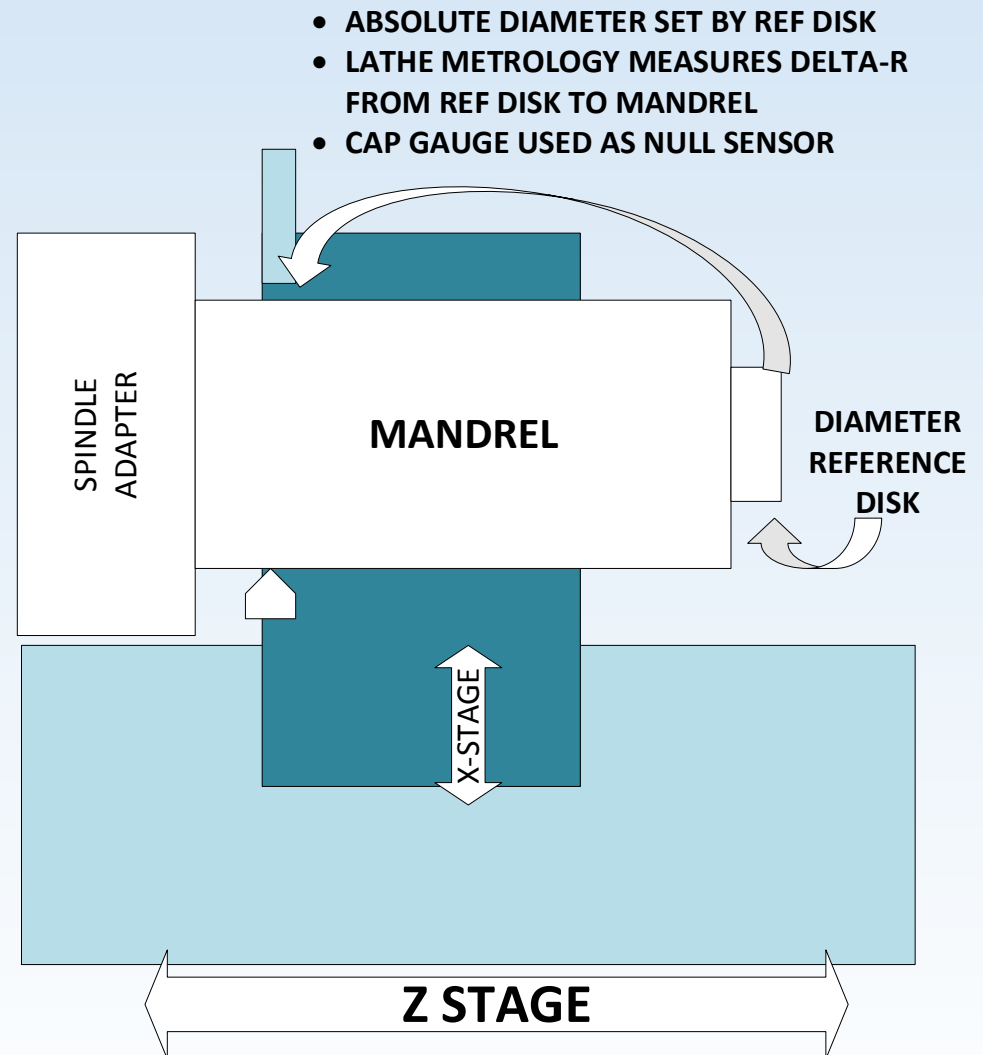 • ABSOLUTE DIAMETER SET BY REF DISK
• LATHE METROLOGY MEASURES DELTA-R
FROM REF DISK TO MANDREL
• CAP GAUGE USED AS NULL SENSOR
SPINDLE
ADAPTER
MANDREL
DIAMETER
REFERENCE
DISK
X-STAGE
Z STAGE